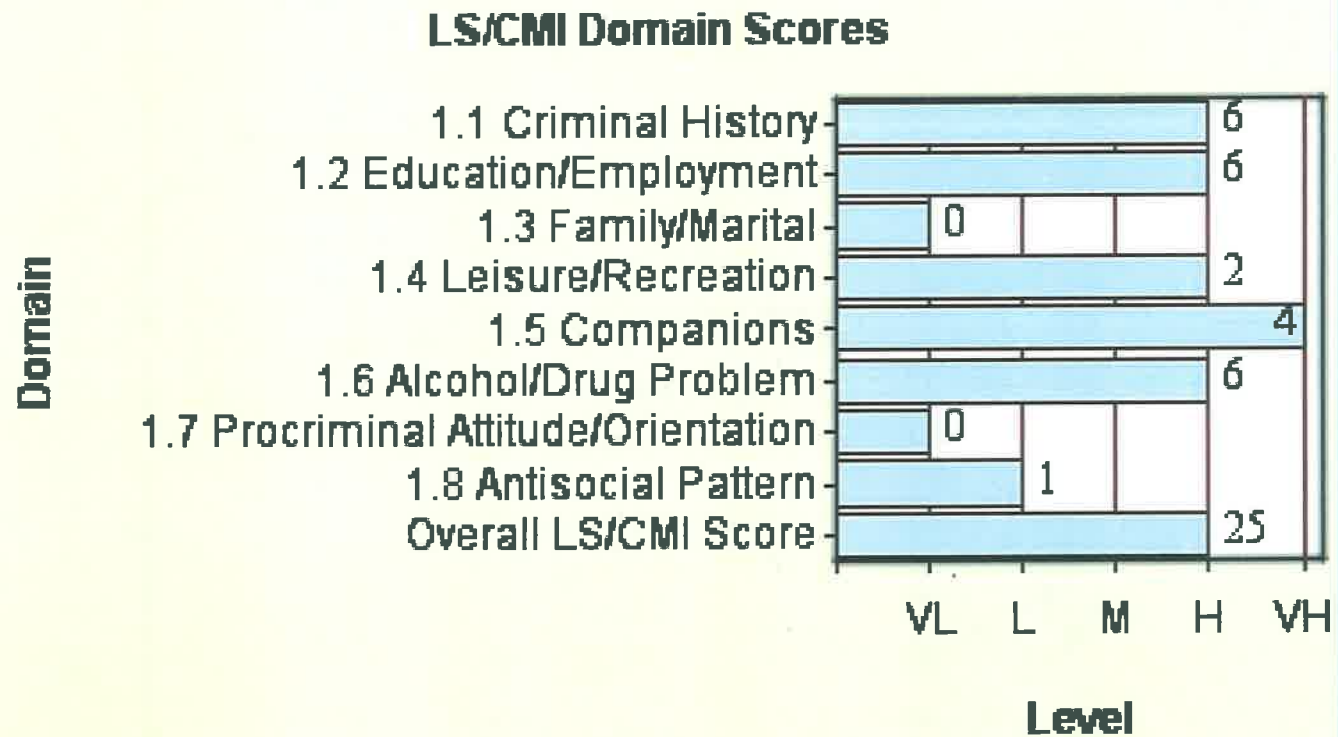 LS/CMI Domain Scores
Domain
1.1 Criminal History 6
1.2 Education/Employment 6
1.3 Family/Marital 0
1.4 Leisure/Recreation 2
1.5 Companions 4
1.6 Alcohol/Drug Problem 6
1.7 Procriminal Attitude/Orientation 0
1.8 Antisocial Pattern 1
Overall LS/CMI Score 25
VL L M H VH
Level